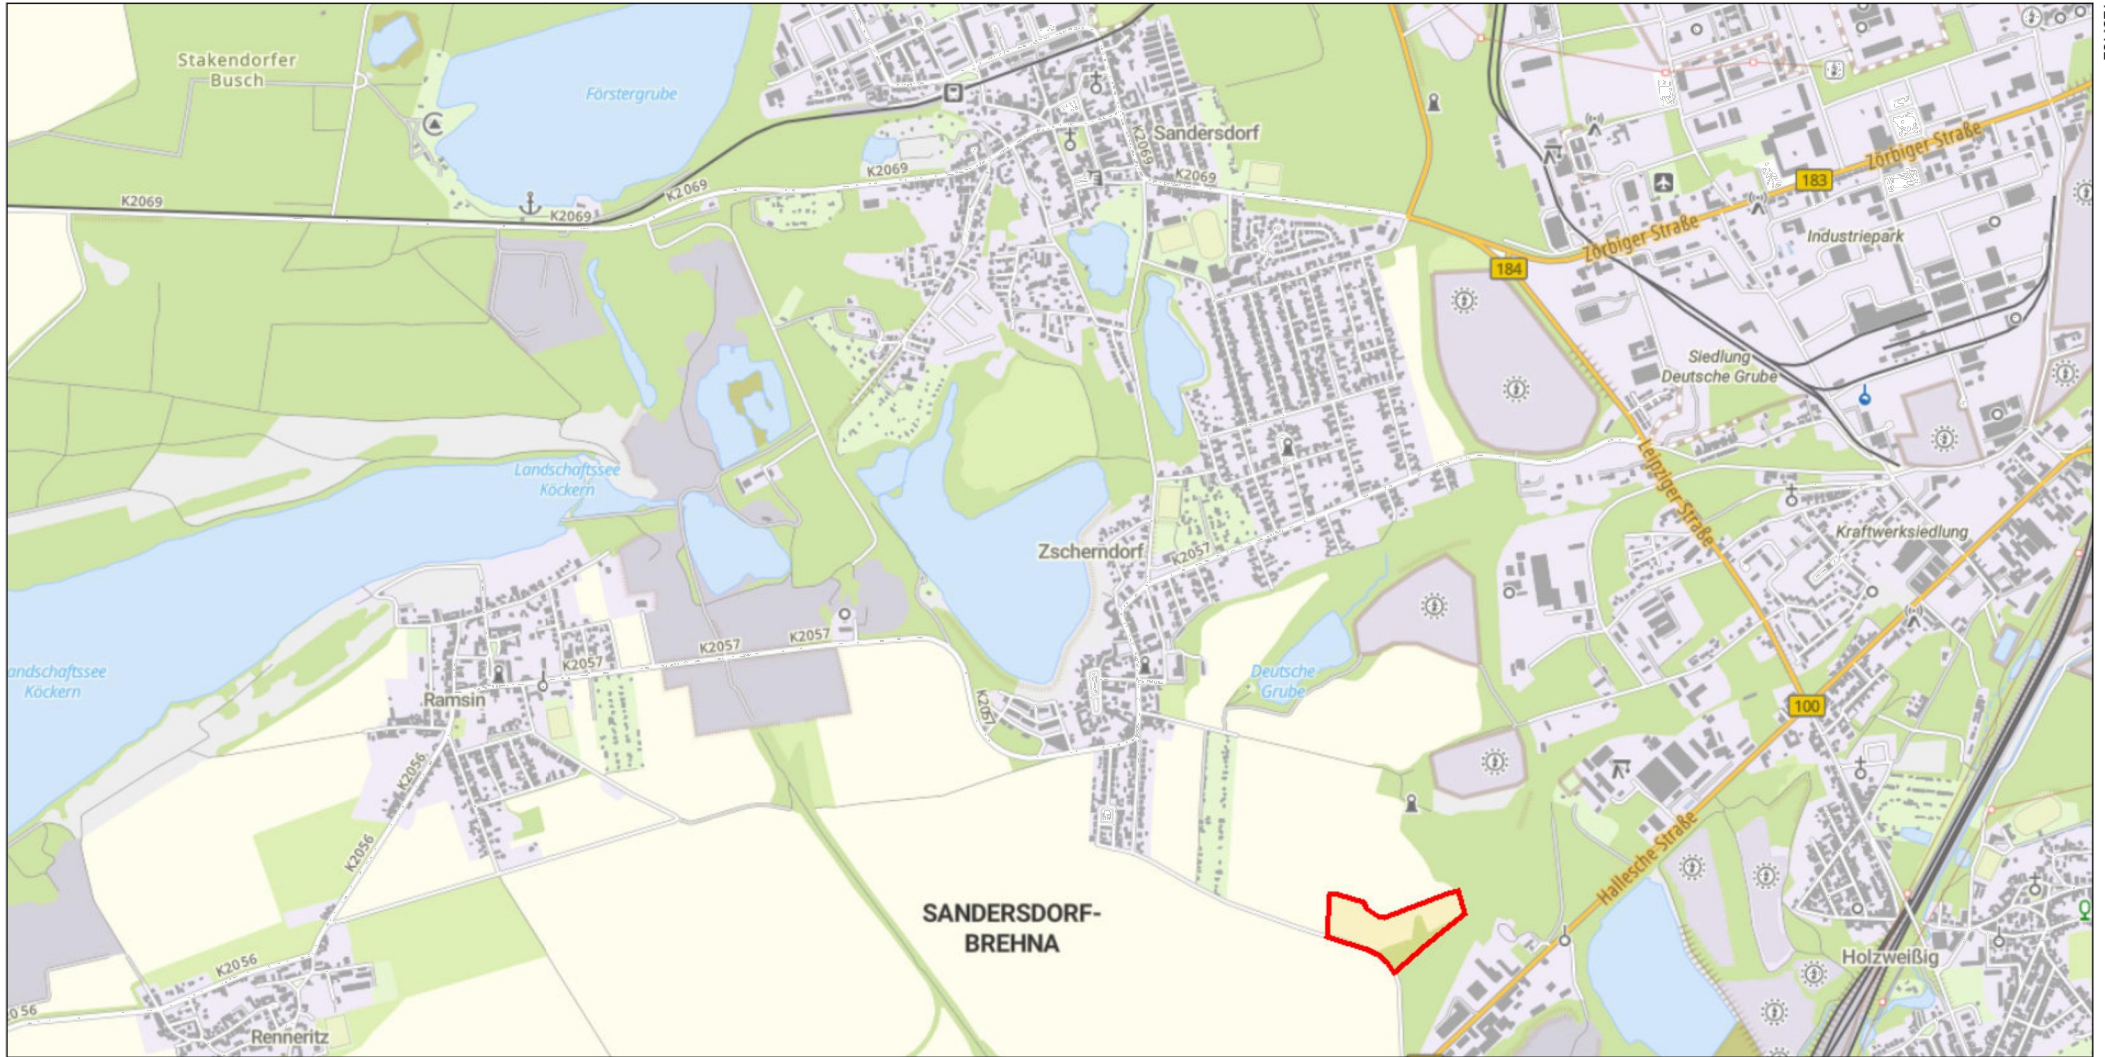 Stakendorfer
Busch
Förstergrube
Sandersdorf
K2069
K2069
K2069
K2069
K2069
K2069
183
Zörbiger Straße
Zörbiger Straße
Industriepark
184
Siedlung
Deutsche Grube
Landschaftssee
Köckern
Leipziger Straße
Kraftwerksiedlung
Zscherndorf
K2057
K2057
K2057
K2057
K2057
andschaftssee
Köckern
Ramsin
Deutsche
Grube
100
K2056
K2056
Hallesche Straße
SANDERSDORF-
BREHNA
K2056
Holzweißig
056
Renneritz